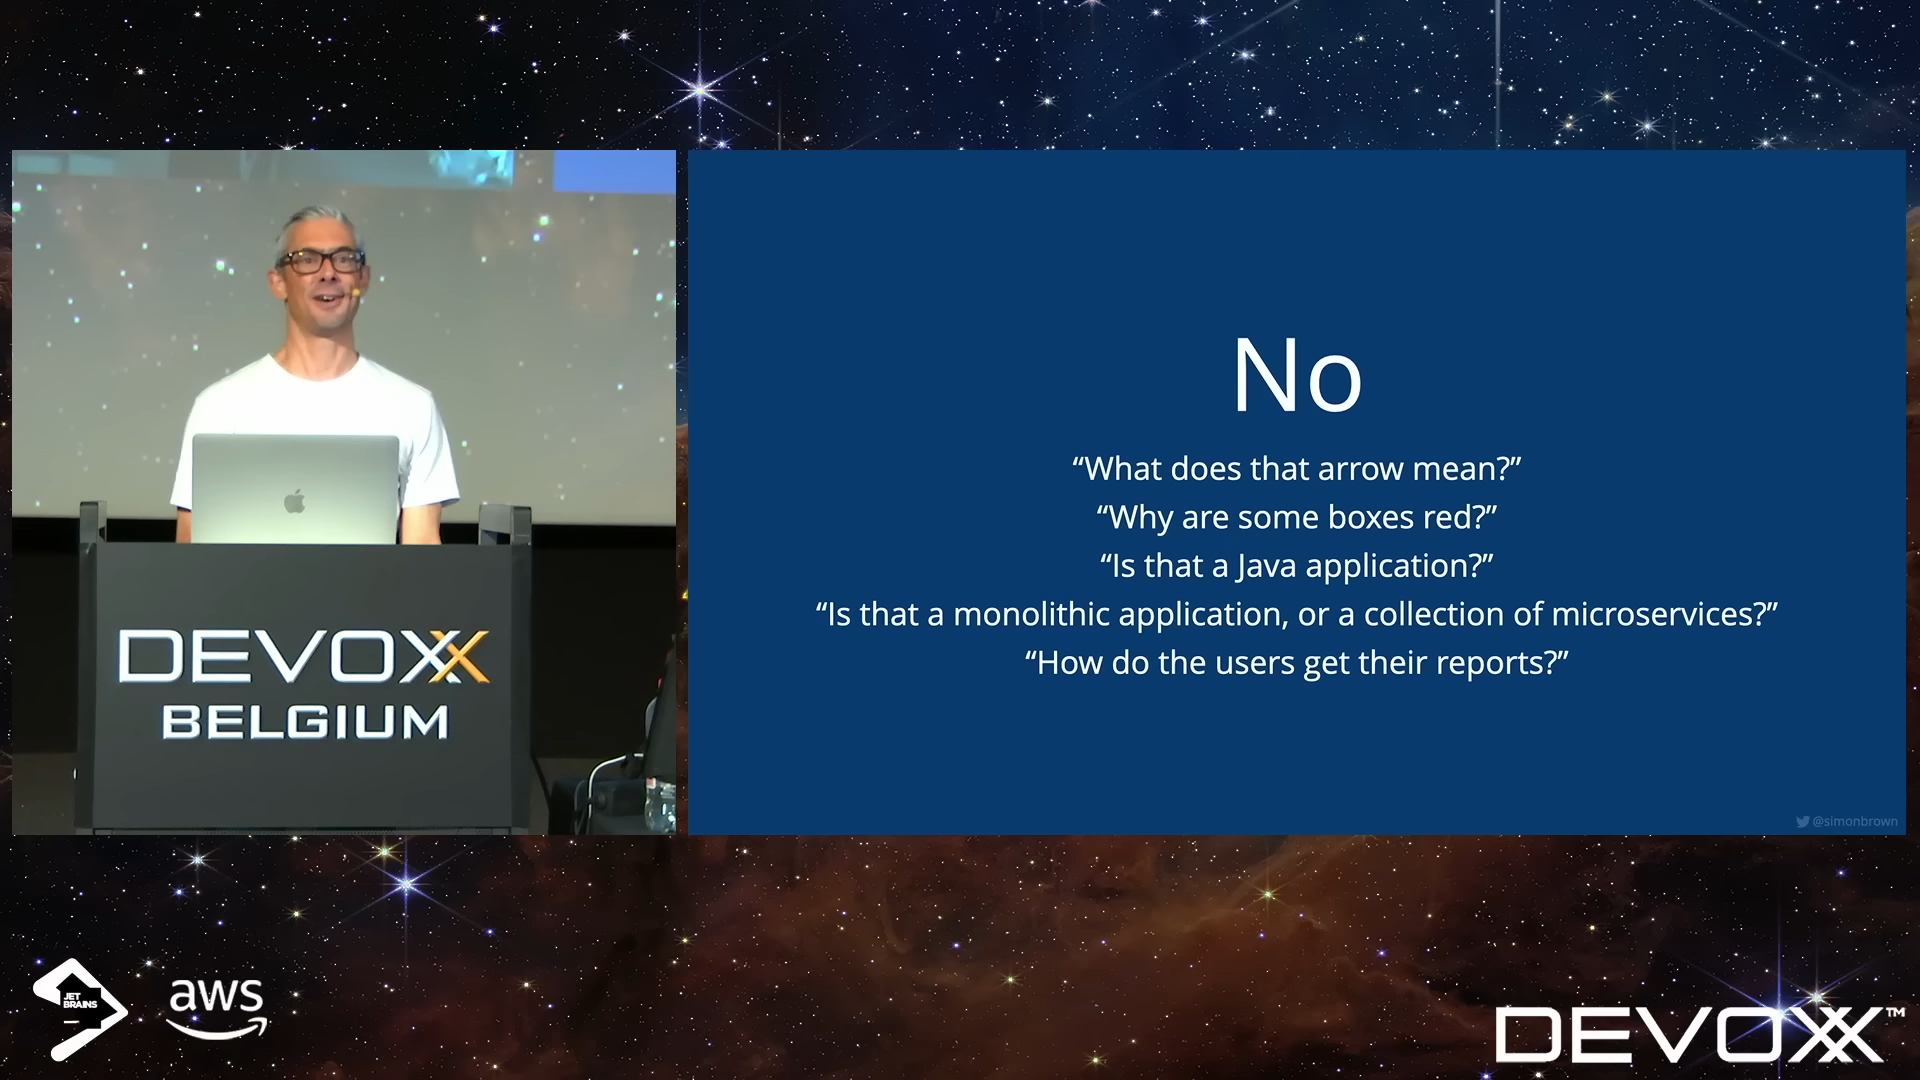 No
“What does that arrow mean?”
“Why are some boxes red?”
“Is that a Java application?”
“Is that a monolithic application, or a collection of microservices?”
“How do the users get their reports?”
@simonbrown
DEVOXX
BELGIUM
JET
BRAINS
aws
DEVOXX™